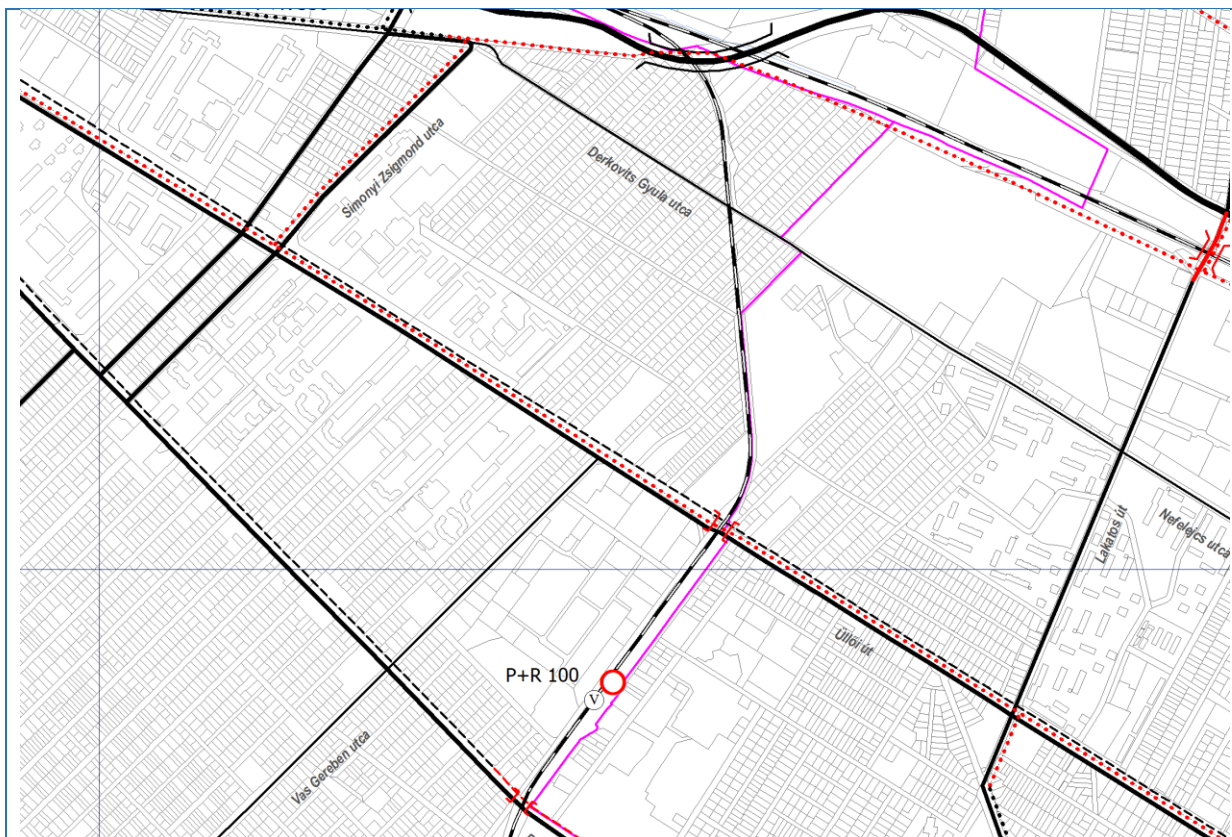 Simonyi Zsigmond utca
Derkovits Gyula utca
Lakatos út
Nefelejcs utca
Üllői út
P+R 100
V
Vas Gereben utca